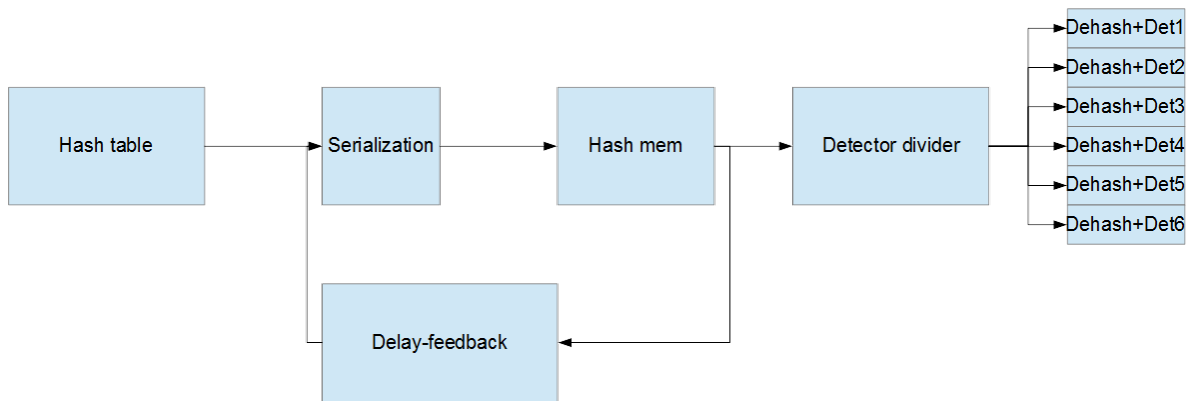 Hash table
Serialization
Hash mem
Detector divider
Dehash+Det1
Dehash+Det2
Dehash+Det3
Dehash+Det4
Dehash+Det5
Dehash+Det6
Delay-feedback